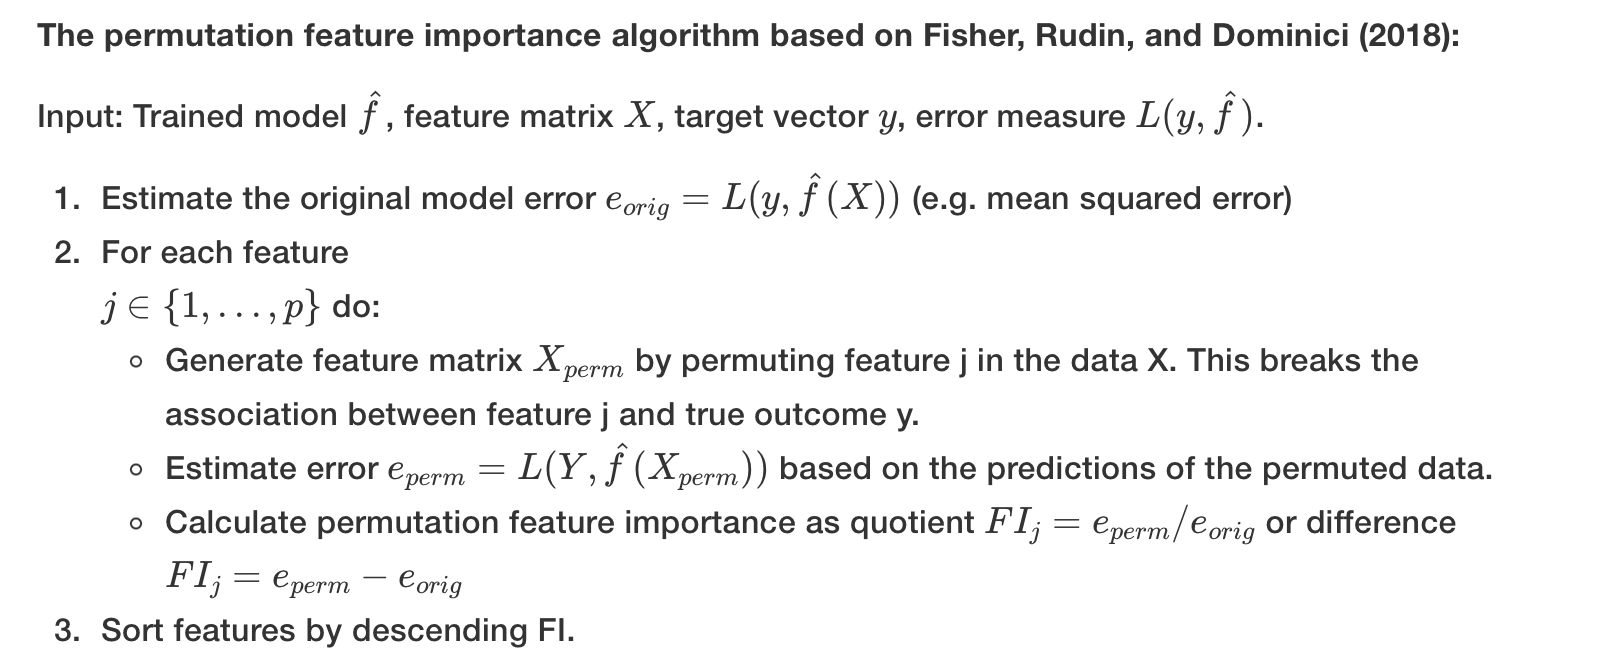 The permutation feature importance algorithm based on Fisher, Rudin, and Dominici (2018):
Input: Trained model $\hat{f}$, feature matrix $X$, target vector $y$, error measure $L(y, \hat{f})$.
1. Estimate the original model error $e_{orig} = L(y, \hat{f}(X))$ (e.g. mean squared error)
2. For each feature
$j \in \{1, \ldots, p\}$ do:
◦ Generate feature matrix $X_{perm}$ by permuting feature j in the data X. This breaks the
association between feature j and true outcome y.
◦ Estimate error $e_{perm} = L(Y, \hat{f}(X_{perm}))$ based on the predictions of the permuted data.
◦ Calculate permutation feature importance as quotient $FI_j = e_{perm}/e_{orig}$ or difference
$FI_j = e_{perm} - e_{orig}$
3. Sort features by descending FI.